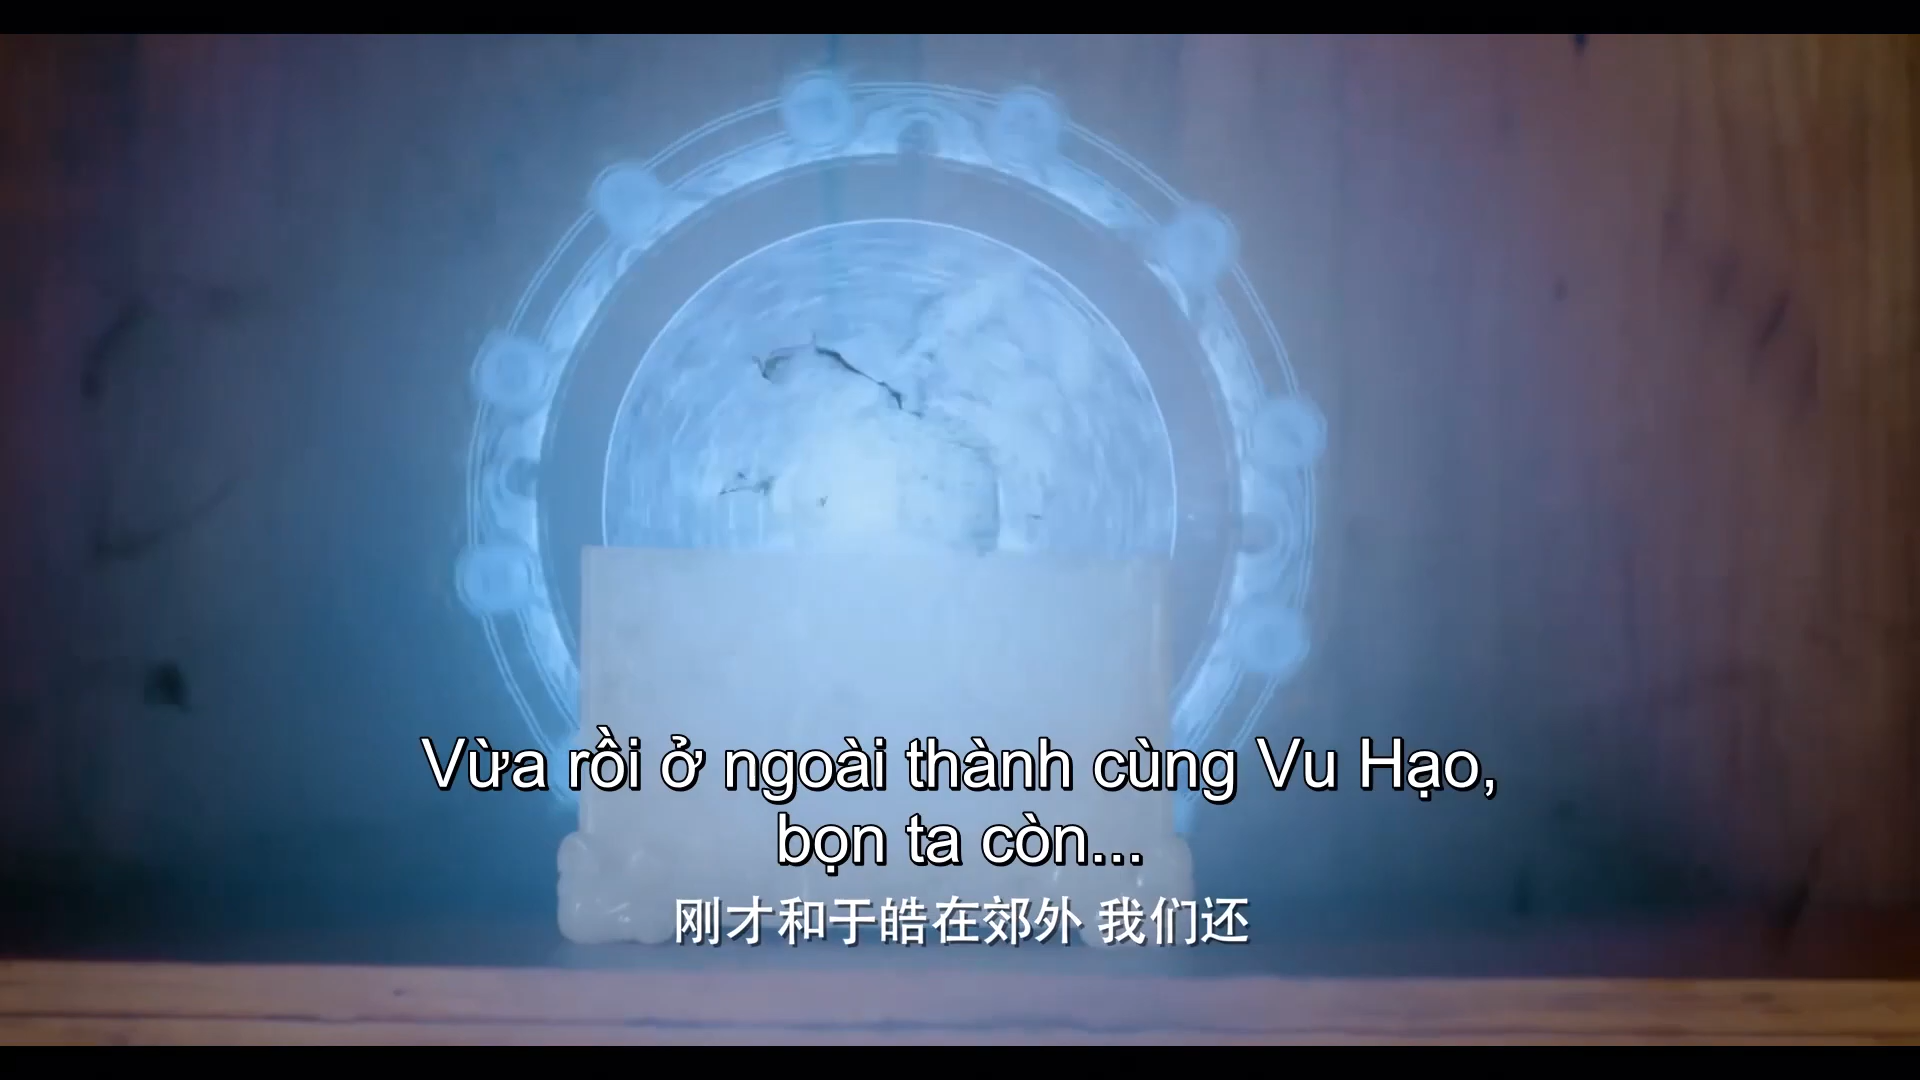 Vừa rồi ở ngoài thành cùng Vu Hạo,
bọn ta còn...
刚才和于皓在郊外 我们还